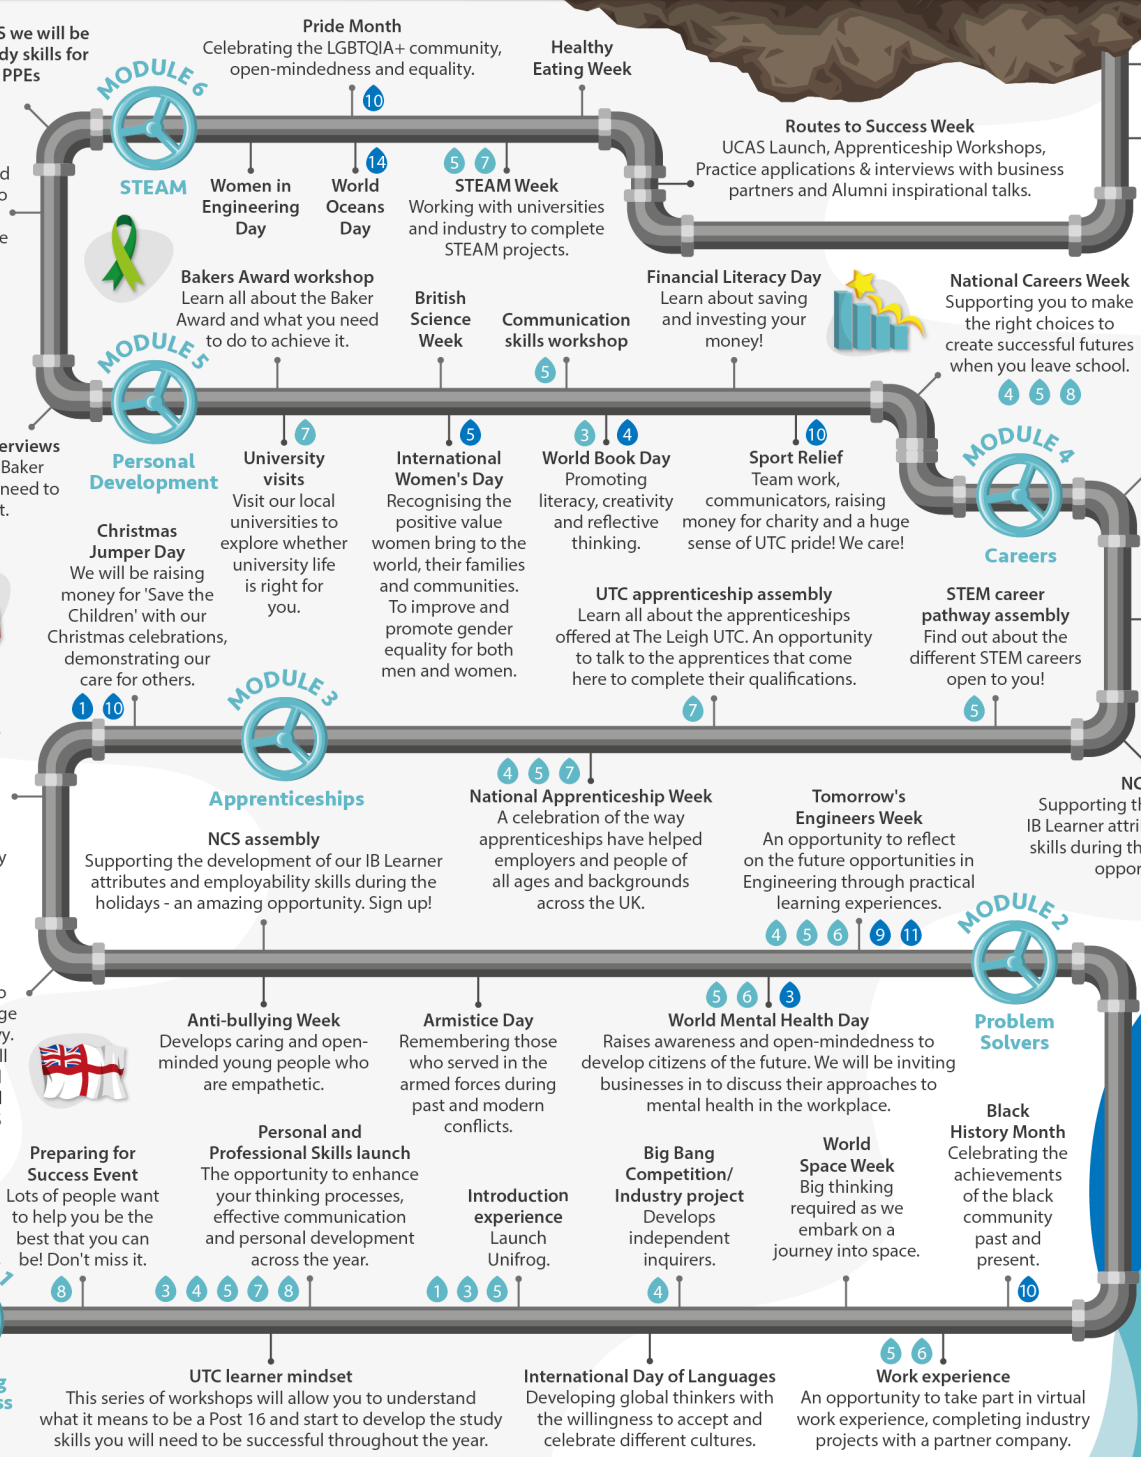 S we will be
dy skills for
PPEs
Pride Month
Celebrating the LGBTQIA+ community,
open-mindedness and equality.
10
Healthy
Eating Week
MODULE 6
STEAM
Women in
Engineering
Day
14
World
Oceans
Day
5 7
STEAM Week
Working with universities
and industry to complete
STEAM projects.
Routes to Success Week
UCAS Launch, Apprenticeship Workshops,
Practice applications & interviews with business
partners and Alumni inspirational talks.
d
o
e
Bakers Award workshop
Learn all about the Baker
Award and what you need
to do to achieve it.
British
Science
Week
Communication
skills workshop
5
Financial Literacy Day
Learn about saving
and investing your
money!
National Careers Week
Supporting you to make
the right choices to
create successful futures
when you leave school.
4 5 8
MODULE 5
Personal
Development
erviews
Baker
need to
t.
7
University
visits
Visit our local
universities to
explore whether
university life
is right for
you.
5
International
Women's Day
Recognising the
positive value
women bring to the
world, their families
and communities.
To improve and
promote gender
equality for both
men and women.
3 4
World Book Day
Promoting
literacy, creativity
and reflective
thinking.
10
Sport Relief
Team work,
communicators, raising
money for charity and a huge
sense of UTC pride! We care!
MODULE 4
Careers
Christmas
Jumper Day
We will be raising
money for 'Save the
Children' with our
Christmas celebrations,
demonstrating our
care for others.
1 10
UTC apprenticeship assembly
Learn all about the apprenticeships
offered at The Leigh UTC. An opportunity
to talk to the apprentices that come
here to complete their qualifications.
7
STEM career
pathway assembly
Find out about the
different STEM careers
open to you!
5
MODULE 3
Apprenticeships
4 5 7
National Apprenticeship Week
A celebration of the way
apprenticeships have helped
employers and people of
all ages and backgrounds
across the UK.
Tomorrow's
Engineers Week
An opportunity to reflect
on the future opportunities in
Engineering through practical
learning experiences.
4 5 6 9 11
NC
Supporting th
IB Learner attri
skills during th
oppor
y
NCS assembly
Supporting the development of our IB Learner
attributes and employability skills during the
holidays - an amazing opportunity. Sign up!
MODULE 2
Problem
Solvers
o
ge
y.
ll
Anti-bullying Week
Develops caring and open-
minded young people who
are empathetic.
Armistice Day
Remembering those
who served in the
armed forces during
past and modern
conflicts.
5 6 3
World Mental Health Day
Raises awareness and open-mindedness to
develop citizens of the future. We will be inviting
businesses in to discuss their approaches to
mental health in the workplace.
Preparing for
Success Event
Lots of people want
to help you be the
best that you can
be! Don't miss it.
8
Personal and
Professional Skills launch
The opportunity to enhance
your thinking processes,
effective communication
and personal development
across the year.
3 4 5 7 8
Introduction
experience
Launch
Unifrog.
1 3 5
Big Bang
Competition/
Industry project
Develops
independent
inquirers.
4
World
Space Week
Big thinking
required as we
embark on a
journey into space.
Black
History Month
Celebrating the
achievements
of the black
community
past and
present.
10
1
g
ss
UTC learner mindset
This series of workshops will allow you to understand
what it means to be a Post 16 and start to develop the study
skills you will need to be successful throughout the year.
International Day of Languages
Developing global thinkers with
the willingness to accept and
celebrate different cultures.
5 6
Work experience
An opportunity to take part in virtual
work experience, completing industry
projects with a partner company.